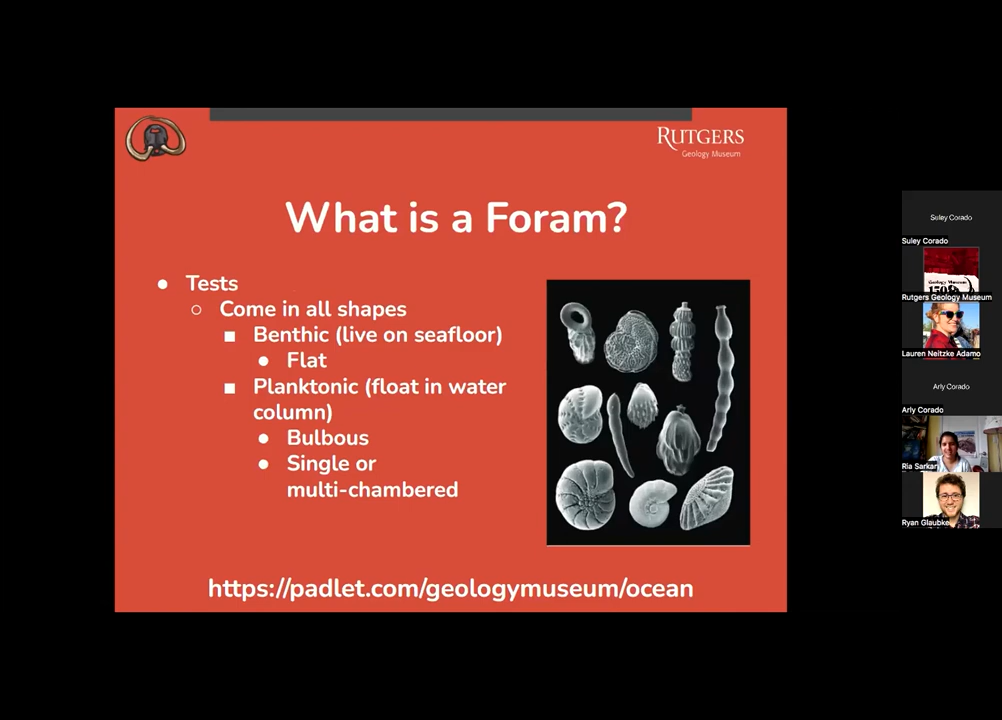 RUTGERS
Geology Museum
What is a Foram?
Tests
Come in all shapes
Benthic (live on seafloor)
Flat
Planktonic (float in water
column)
Bulbous
Single or
multi-chambered
https://padlet.com/geologymuseum/ocean
Suley Corado
Suley Corado
Geology Museum
Rutgers Geology Museum
Lauren Neitzke Adamo
Arly Corado
Arly Corado
Ria Sarkar
Ryan Glaubke